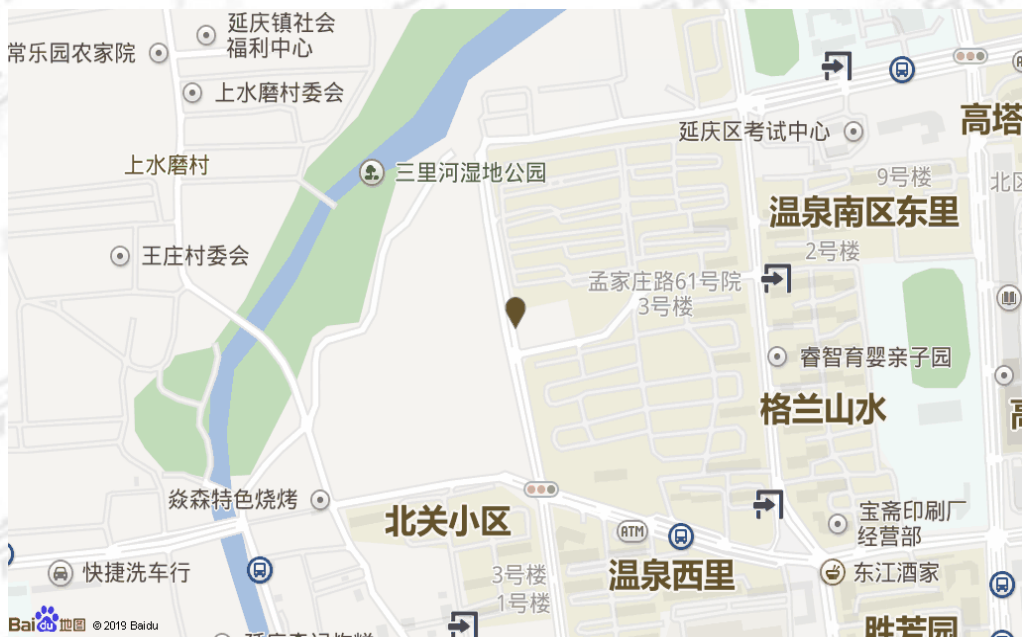 延庆镇社会
福利中心
常乐园农家院
上水磨村委会
延庆区考试中心
高塔
上水磨村
三里河湿地公园
9号楼
北区
温泉南区东里
王庄村委会
2号楼
孟家庄路61号院
3号楼
睿智育婴亲子园
格兰山水
焱森特色烧烤
北关小区
ATM
宝斋印刷厂
经营部
快捷洗车行
3号楼
1号楼
温泉西里
东江酒家
胜芳园
Bai du 地图 © 2019 Baidu